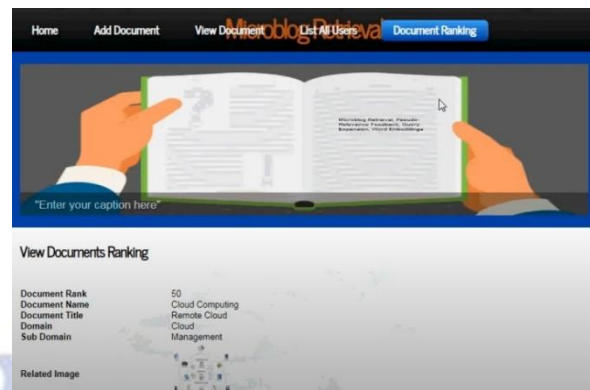 Microblog Retrieval
Home Add Document View Document List All Users Document Ranking
Microblog Retrieval, Pseudo-
Relevance Feedback, Query
Expansion, Word Embeddings
"Enter your caption here"
View Documents Ranking
Document Rank 50
Document Name Cloud Computing
Document Title Remote Cloud
Domain Cloud
Sub Domain Management
Related Image